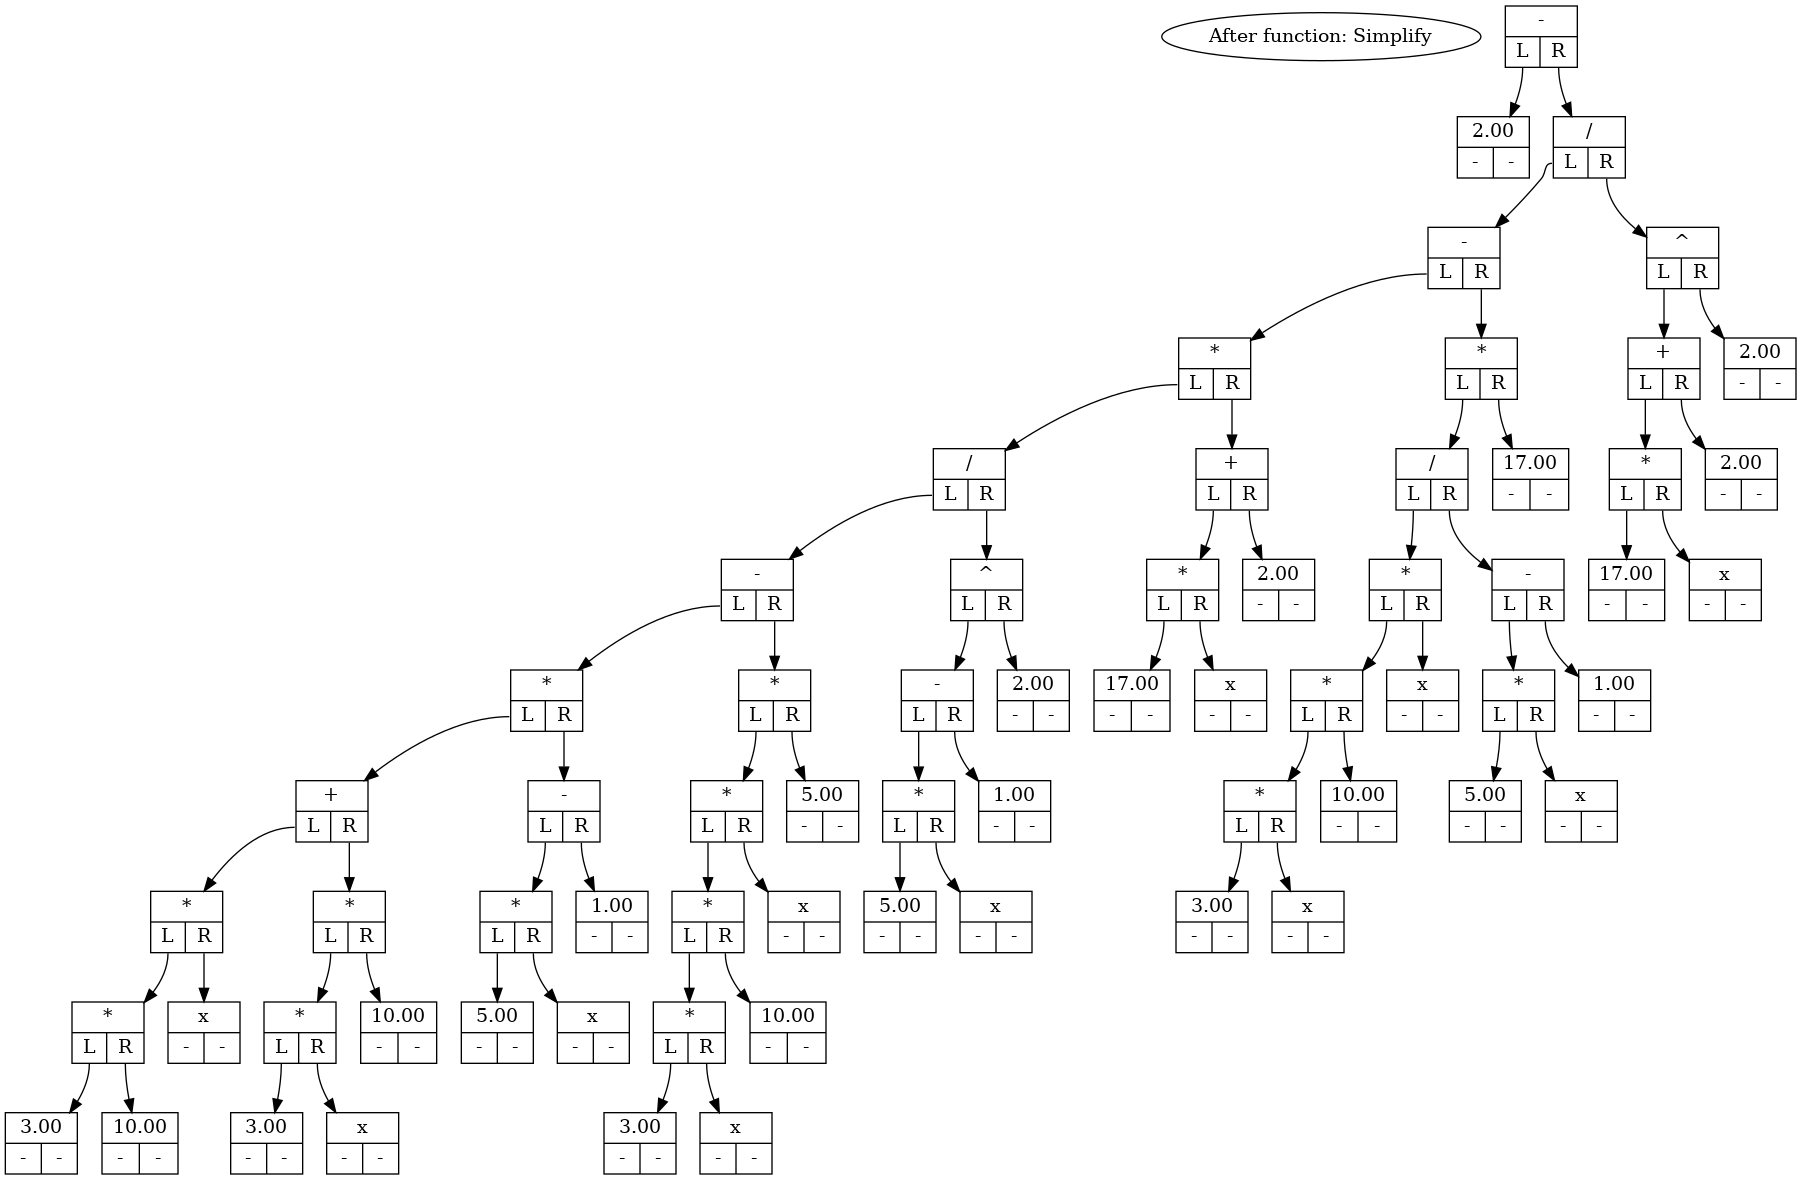 -
After function: Simplify
L R
2.00 /
- - L R
- ^
L R L R
* * + 2.00
L R L R L R - -
/ + / 17.00 * 2.00
L R L R L R - - L R - -
- ^ * 2.00 * - 17.00 x
L R L R L R - - L R L R - - - -
* * - 2.00 17.00 x * x * 1.00
L R L R L R - - - - - - L R - - L R - -
+ - * 5.00 * 1.00 * 10.00 5.00 x
L R L R L R - - L R - - L R - - - - - -
* * * 1.00 * x 5.00 x 3.00 x
L R L R L R - - L R - - - - - - - - - -
* x * 10.00 5.00 x * 10.00
L R - - L R - - - - - - L R - -
3.00 10.00 3.00 x 3.00 x
- - - - - - - - - - - -